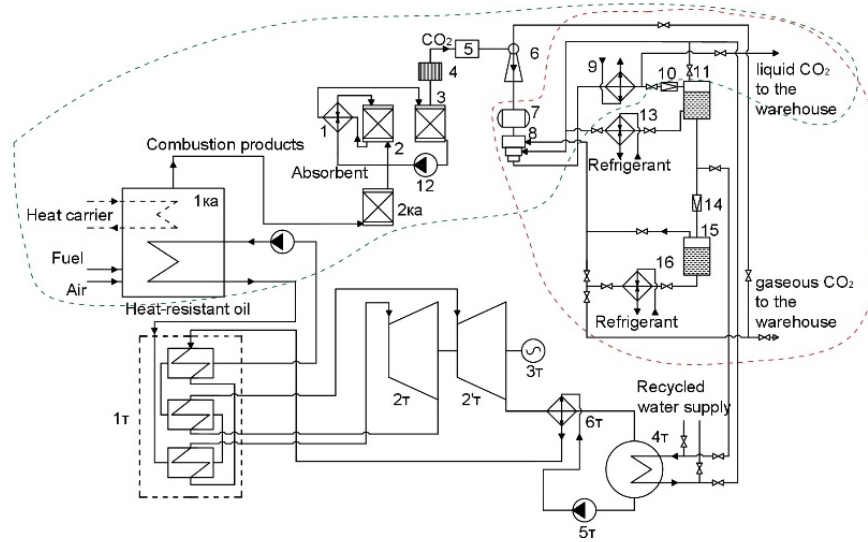 CO₂
5
6
4
3
1
2
Absorbent
12
Combustion products
2ка
1ка
Heat carrier
Fuel
Air
Heat-resistant oil
7
8
9
10
11
liquid CO₂
to the
warehouse
13
Refrigerant
14
15
16
Refrigerant
gaseous CO₂
to the
warehouse
1т
2т
2'т
3т
6т
Recycled
water supply
4т
5т